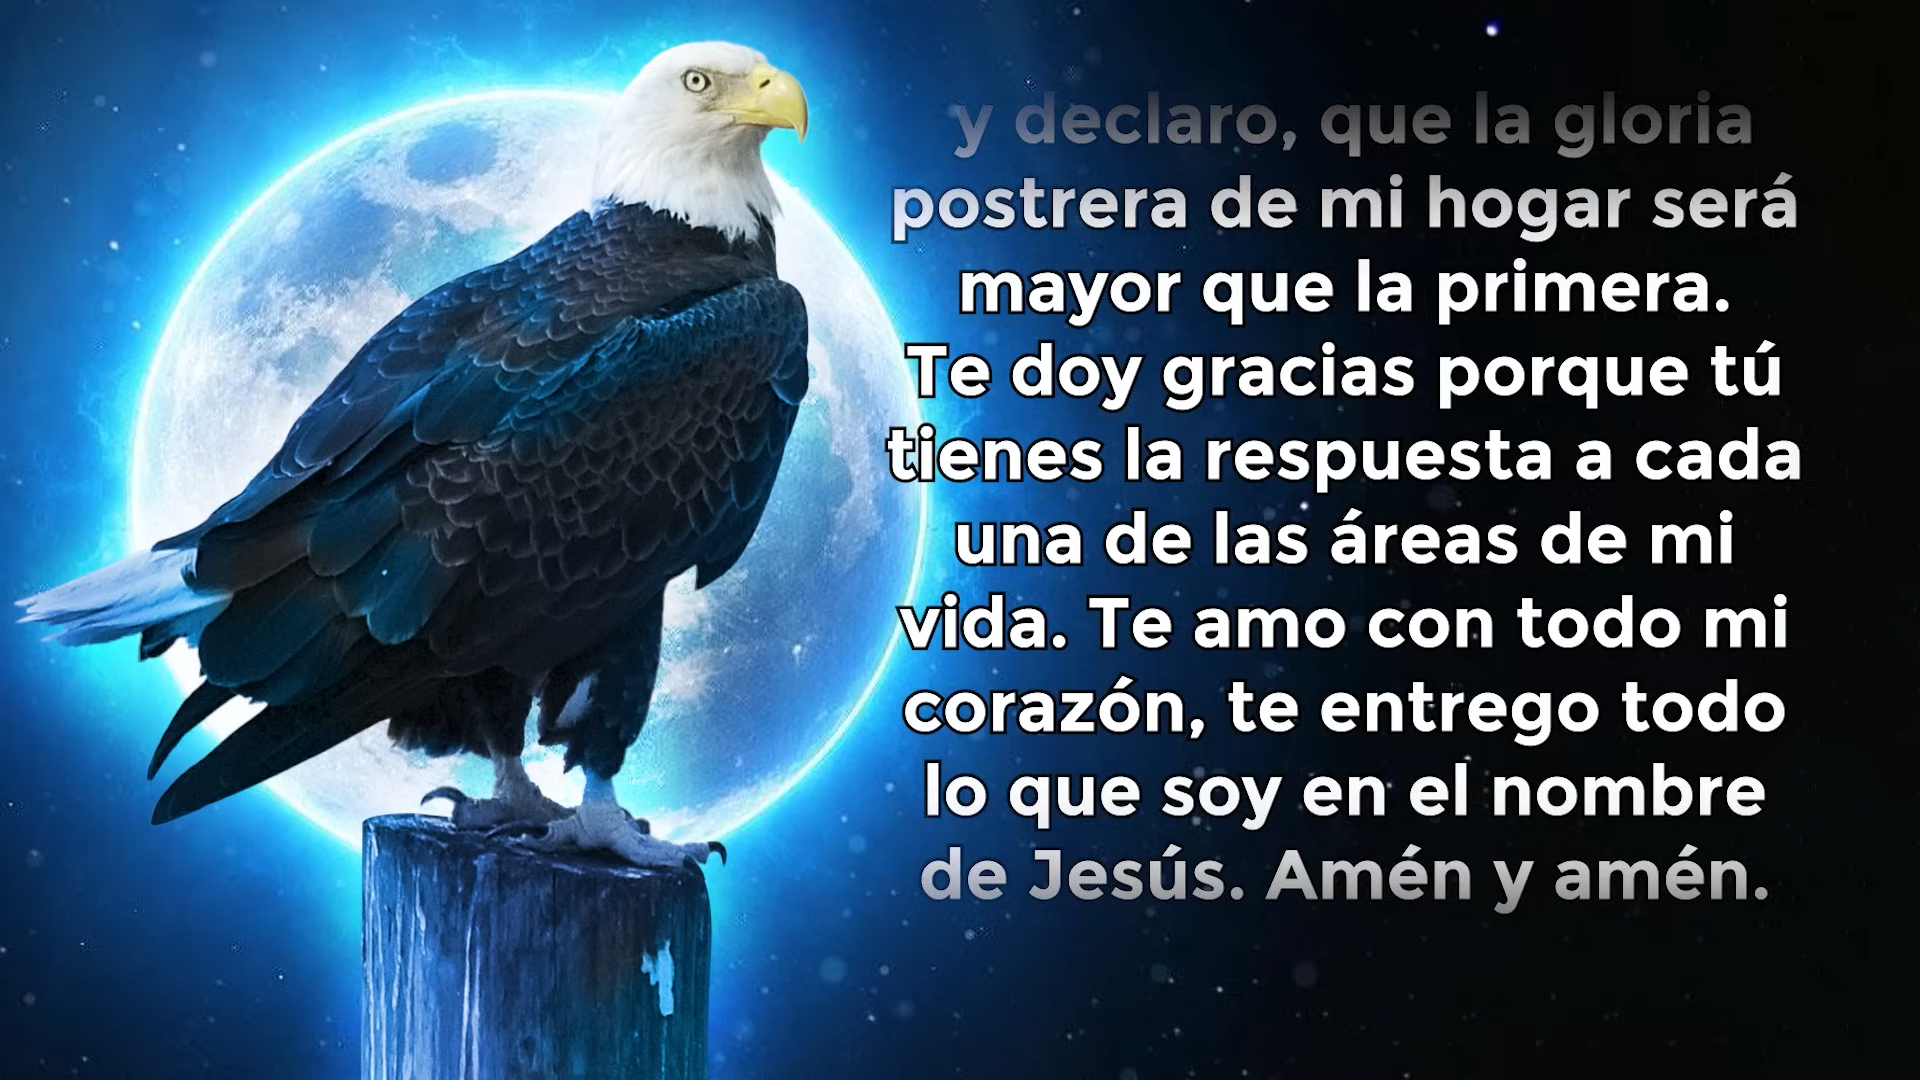 y declaro, que la gloria
postrera de mi hogar será
mayor que la primera.
Te doy gracias porque tú
tienes la respuesta a cada
una de las áreas de mi
vida. Te amo con todo mi
corazón, te entrego todo
lo que soy en el nombre
de Jesús. Amén y amén.